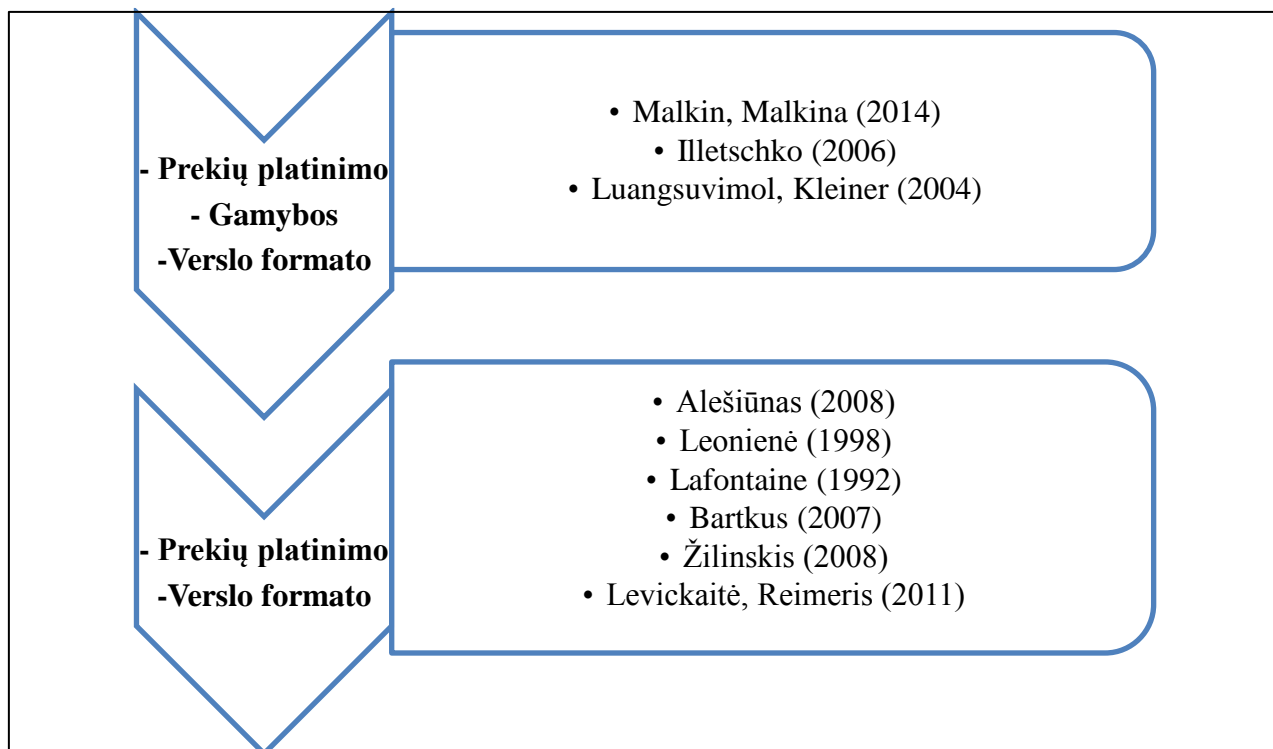 - Prekių platinimo
- Gamybos
-Verslo formato
• Malkin, Malkina (2014)
• Illetschko (2006)
• Luangsuvimol, Kleiner (2004)
- Prekių platinimo
-Verslo formato
• Alešiūnas (2008)
• Leonienė (1998)
• Lafontaine (1992)
• Bartkus (2007)
• Žilinskis (2008)
• Levickaitė, Reimeris (2011)